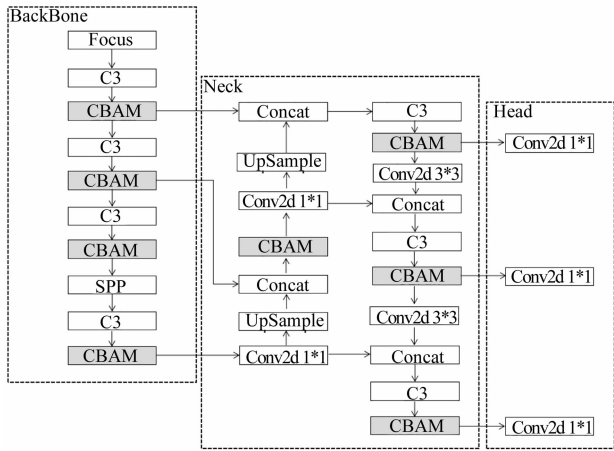 BackBone
Focus
C3
CBAM
C3
CBAM
C3
CBAM
SPP
C3
CBAM
Neck
Concat
UpSample
Conv2d 1*1
CBAM
Concat
UpSample
Conv2d 1*1
C3
CBAM
Conv2d 3*3
Concat
C3
CBAM
Conv2d 3*3
Concat
C3
CBAM
Head
Conv2d 1*1
Conv2d 1*1
Conv2d 1*1